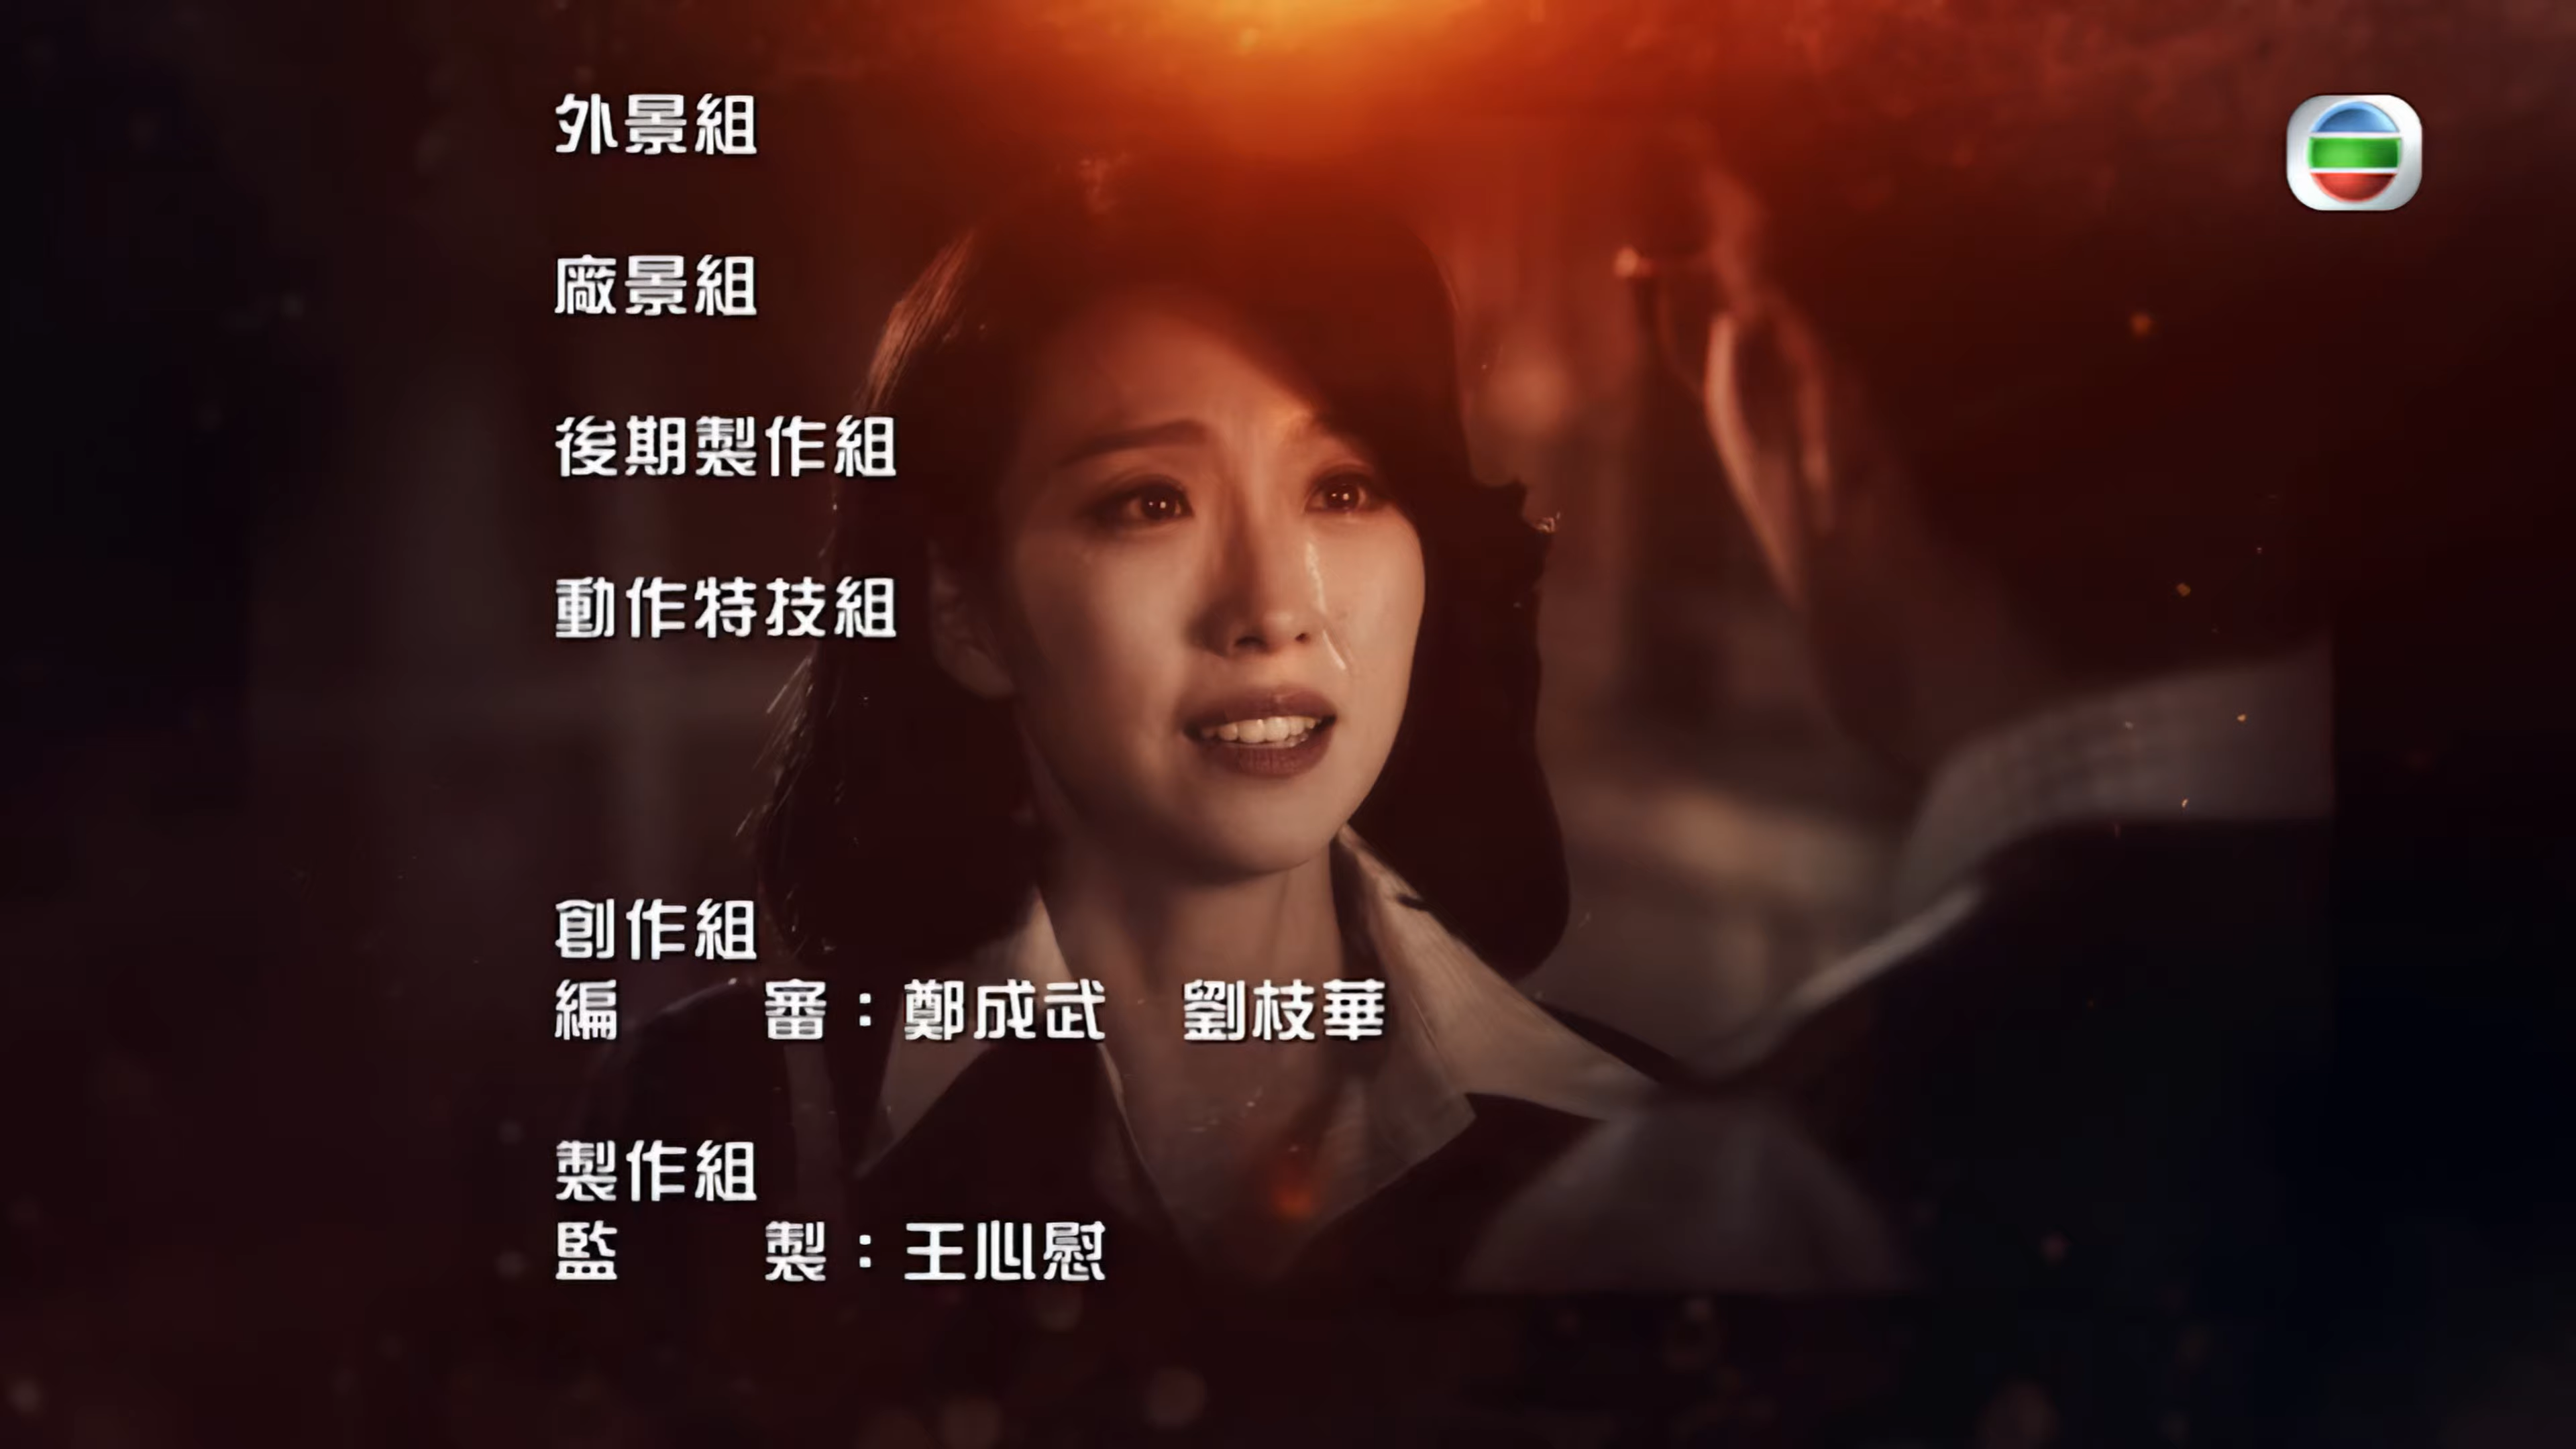 外景組
廠景組
後期製作組
動作特技組
創作組
編　　審：鄭成武　劉枝華
製作組
監　　製：王心慰